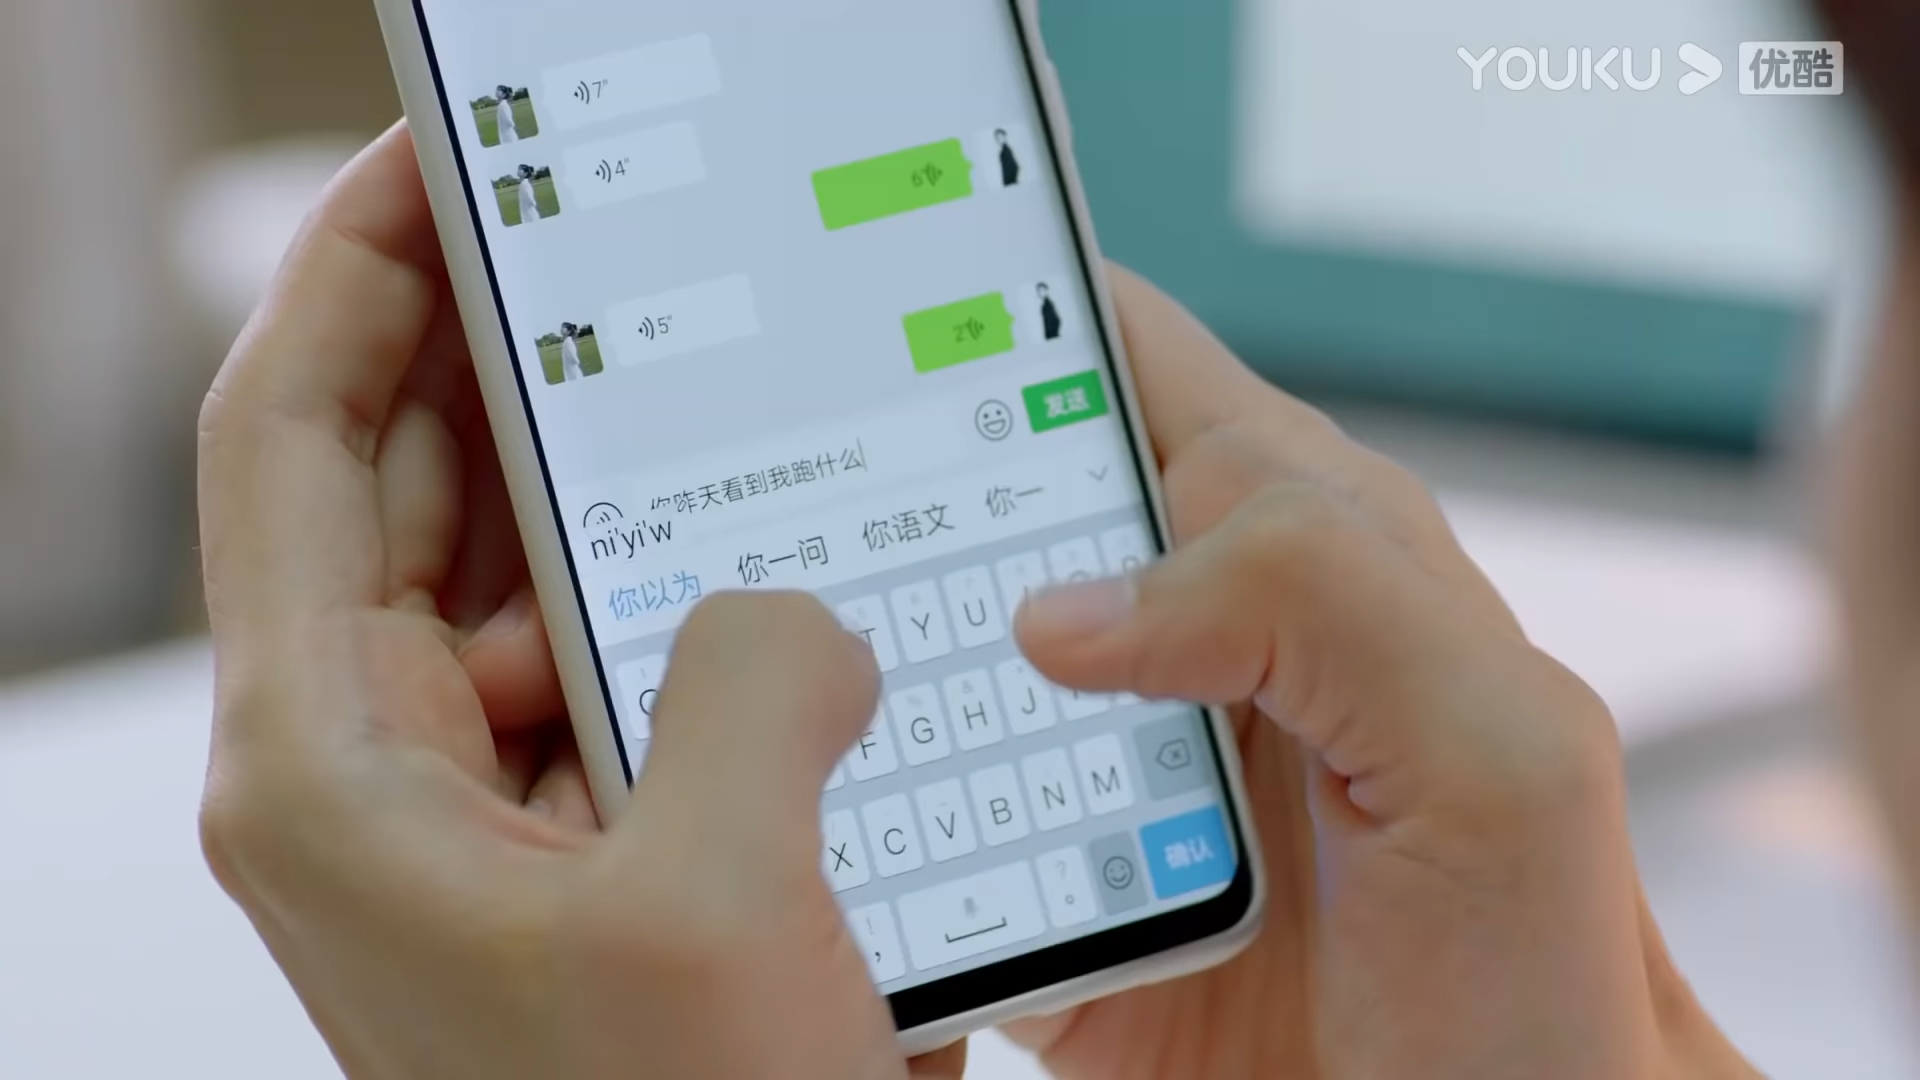 YOUKU 优酷
7"
4"
6"
5"
2"
发送
你昨天看到我跑什么
ni'yi'w
你以为 你一问 你语文 你一
T Y U
F G H J
X C V B N M
, ? 。 确认